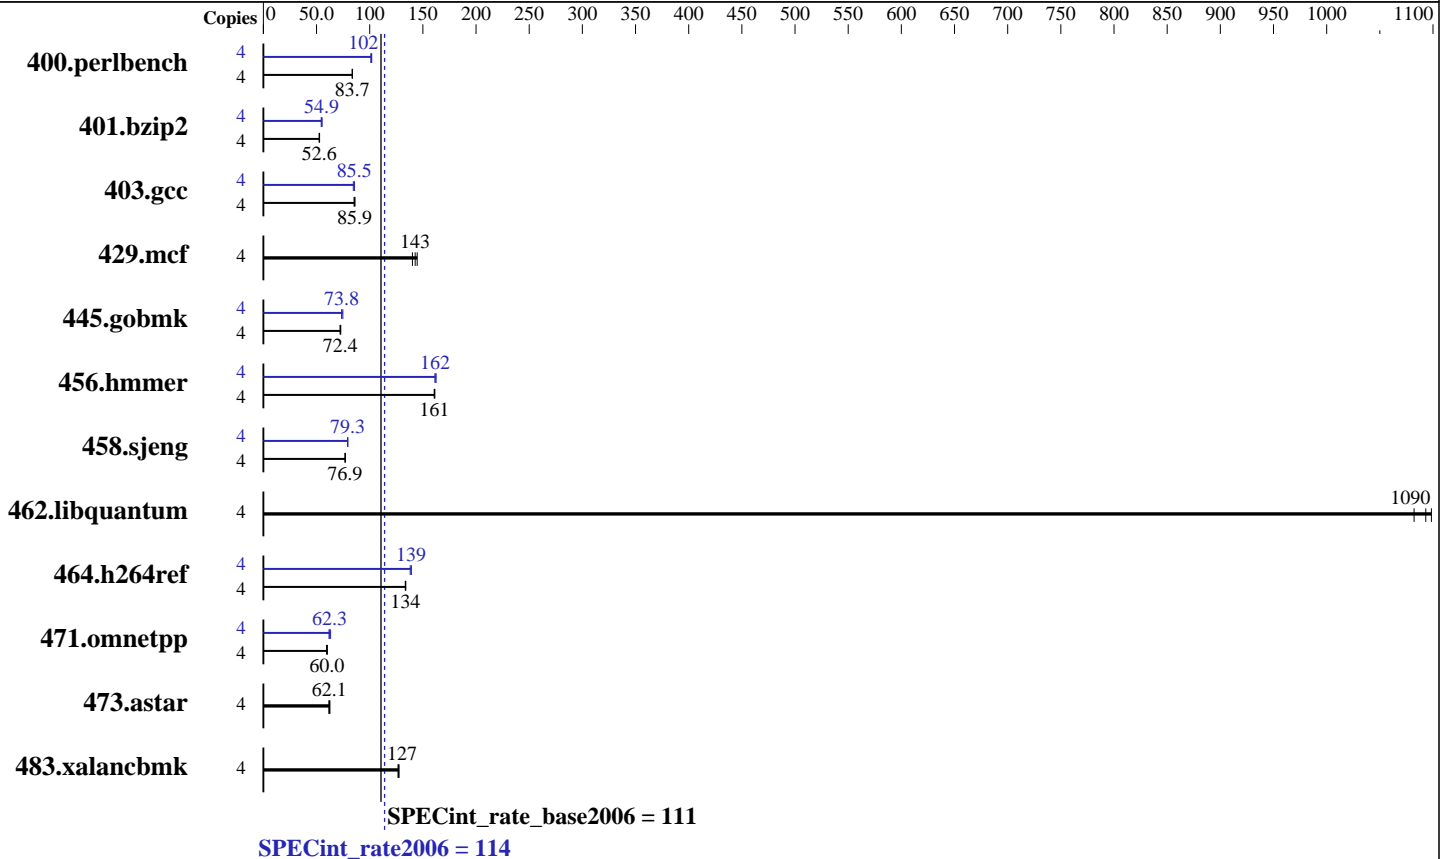 Copies 0 50.0 100 150 200 250 300 350 400 450 500 550 600 650 700 750 800 850 900 950 1000 1100
400.perlbench 4 102
4 83.7
401.bzip2 4 54.9
4 52.6
403.gcc 4 85.5
4 85.9
429.mcf 4 143
445.gobmk 4 73.8
4 72.4
456.hmmer 4 162
4 161
458.sjeng 4 79.3
4 76.9
462.libquantum 4 1090
464.h264ref 4 139
4 134
471.omnetpp 4 62.3
4 60.0
473.astar 4 62.1
483.xalancbmk 4 127
SPECint_rate_base2006 = 111
SPECint_rate2006 = 114